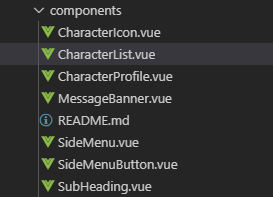 components
CharacterIcon.vue
CharacterList.vue
CharacterProfile.vue
MessageBanner.vue
README.md
SideMenu.vue
SideMenuButton.vue
SubHeading.vue